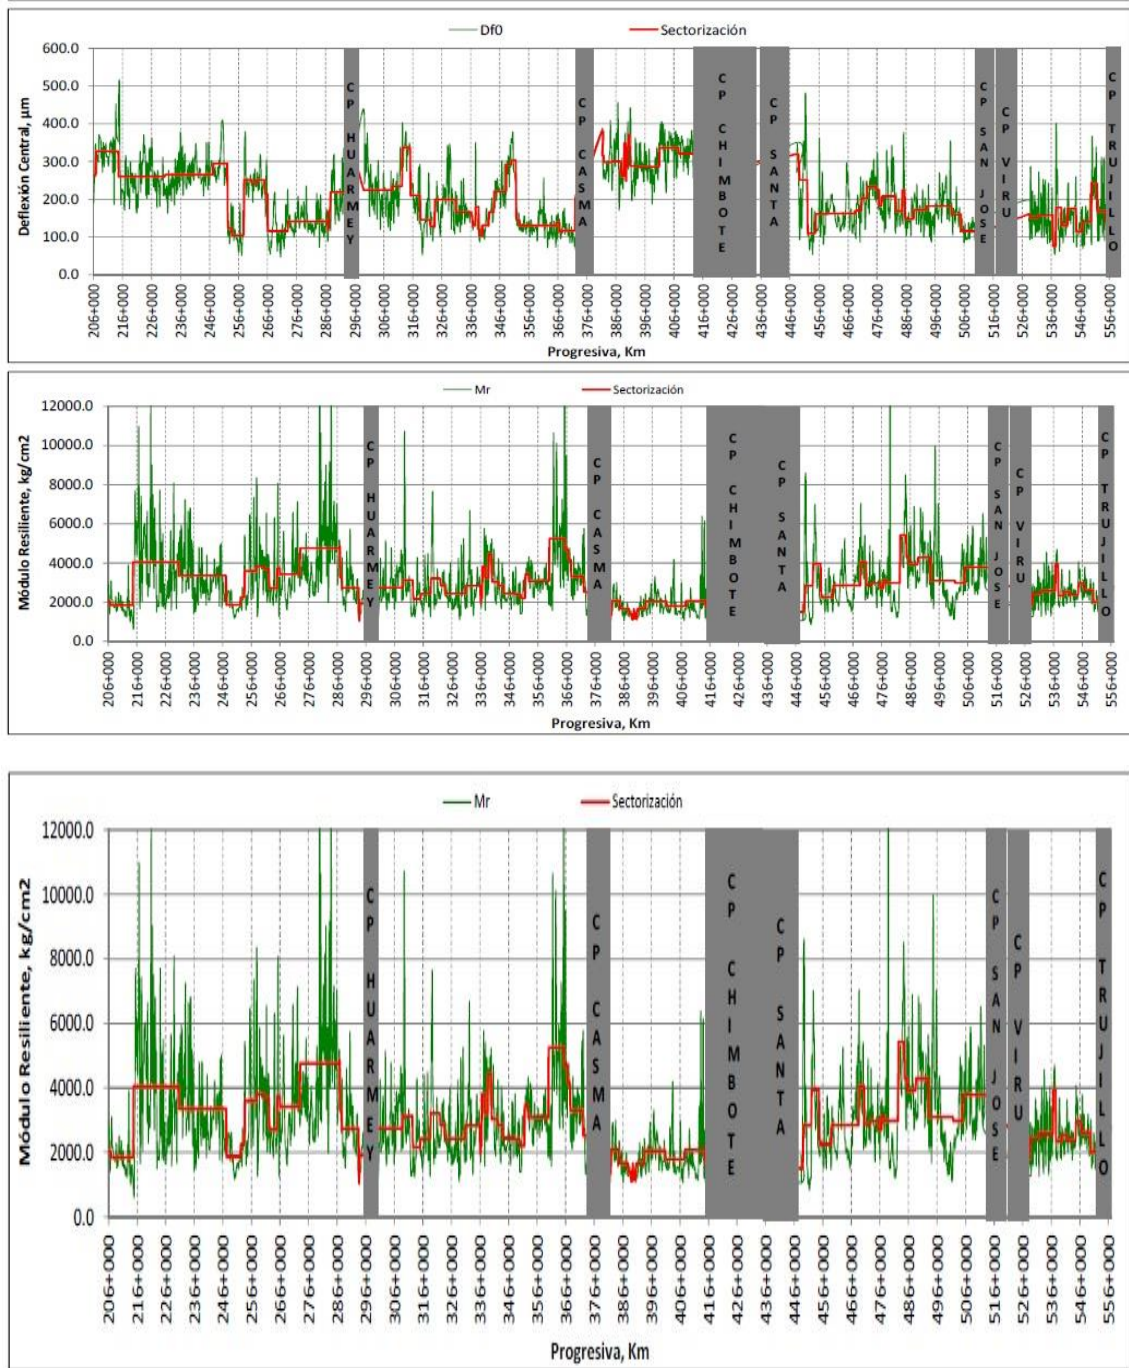 Df0 Sectorización
Deflexión Central, µm
600.0
500.0
400.0
300.0
200.0
100.0
0.0
CP HUARMEY
CP CASMA
CP CHIMBOTE
CP SANTA
CP SAN JOSE
CP VIRU
CP TRUJILLO
206+000 216+000 226+000 236+000 246+000 256+000 266+000 276+000 286+000 296+000 306+000 316+000 326+000 336+000 346+000 356+000 366+000 376+000 386+000 396+000 406+000 416+000 426+000 436+000 446+000 456+000 466+000 476+000 486+000 496+000 506+000 516+000 526+000 536+000 546+000 556+000
Progresiva, Km
Mr Sectorización
Módulo Resiliente, kg/cm2
12000.0
10000.0
8000.0
6000.0
4000.0
2000.0
0.0
CP HUARMEY
CP CASMA
CP CHIMBOTE
CP SANTA
CP SAN JOSE
CP VIRU
CP TRUJILLO
206+000 216+000 226+000 236+000 246+000 256+000 266+000 276+000 286+000 296+000 306+000 316+000 326+000 336+000 346+000 356+000 366+000 376+000 386+000 396+000 406+000 416+000 426+000 436+000 446+000 456+000 466+000 476+000 486+000 496+000 506+000 516+000 526+000 536+000 546+000 556+000
Progresiva, Km
Mr Sectorización
Módulo Resiliente, kg/cm2
12000.0
10000.0
8000.0
6000.0
4000.0
2000.0
0.0
CP HUARMEY
CP CASMA
CP CHIMBOTE
CP SANTA
CP SAN JOSE
CP VIRU
CP TRUJILLO
206+000 216+000 226+000 236+000 246+000 256+000 266+000 276+000 286+000 296+000 306+000 316+000 326+000 336+000 346+000 356+000 366+000 376+000 386+000 396+000 406+000 416+000 426+000 436+000 446+000 456+000 466+000 476+000 486+000 496+000 506+000 516+000 526+000 536+000 546+000 556+000
Progresiva, Km